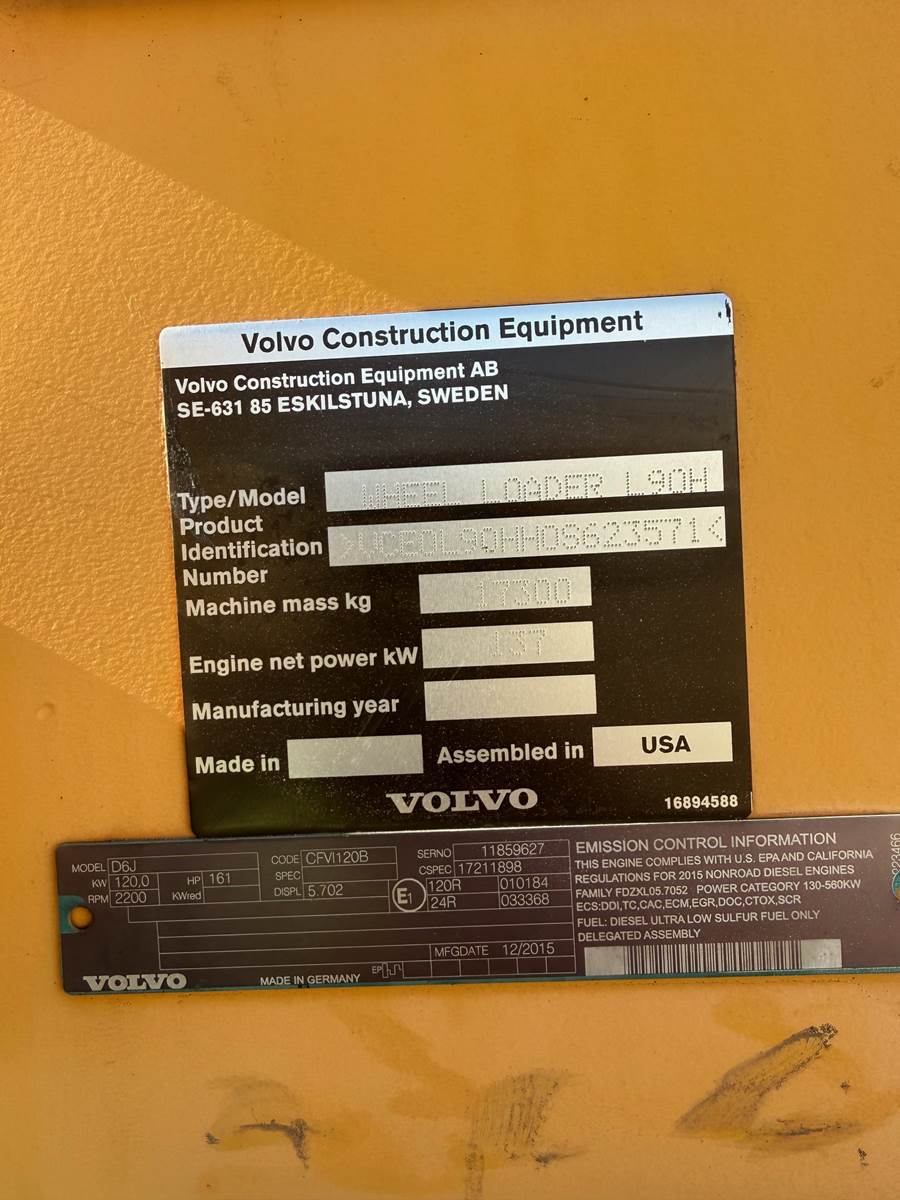 Volvo Construction Equipment
Volvo Construction Equipment AB
SE-631 85 ESKILSTUNA, SWEDEN
Type/Model WHEEL LOADER L90H
Product
Identification >VCE0L90HH0S623571<
Number
Machine mass kg 17300
Engine net power kW 137
Manufacturing year
Made in Assembled in USA
VOLVO 16894588
MODEL D6J CODE CFVI120B SERNO 11859627
KW 120,0 HP 161 SPEC CSPEC 17211898
RPM 2200 KWred DISPL 5.702 E1 120R 010184
24R 033368
MFGDATE 12/2015
VOLVO MADE IN GERMANY EP
EMISSION CONTROL INFORMATION
THIS ENGINE COMPLIES WITH U.S. EPA AND CALIFORNIA
REGULATIONS FOR 2015 NONROAD DIESEL ENGINES
FAMILY FDZXL05.7052 POWER CATEGORY 130-560KW
ECS:DDI,TC,CAC,ECM,EGR,DOC,CTOX,SCR
FUEL: DIESEL ULTRA LOW SULFUR FUEL ONLY
DELEGATED ASSEMBLY